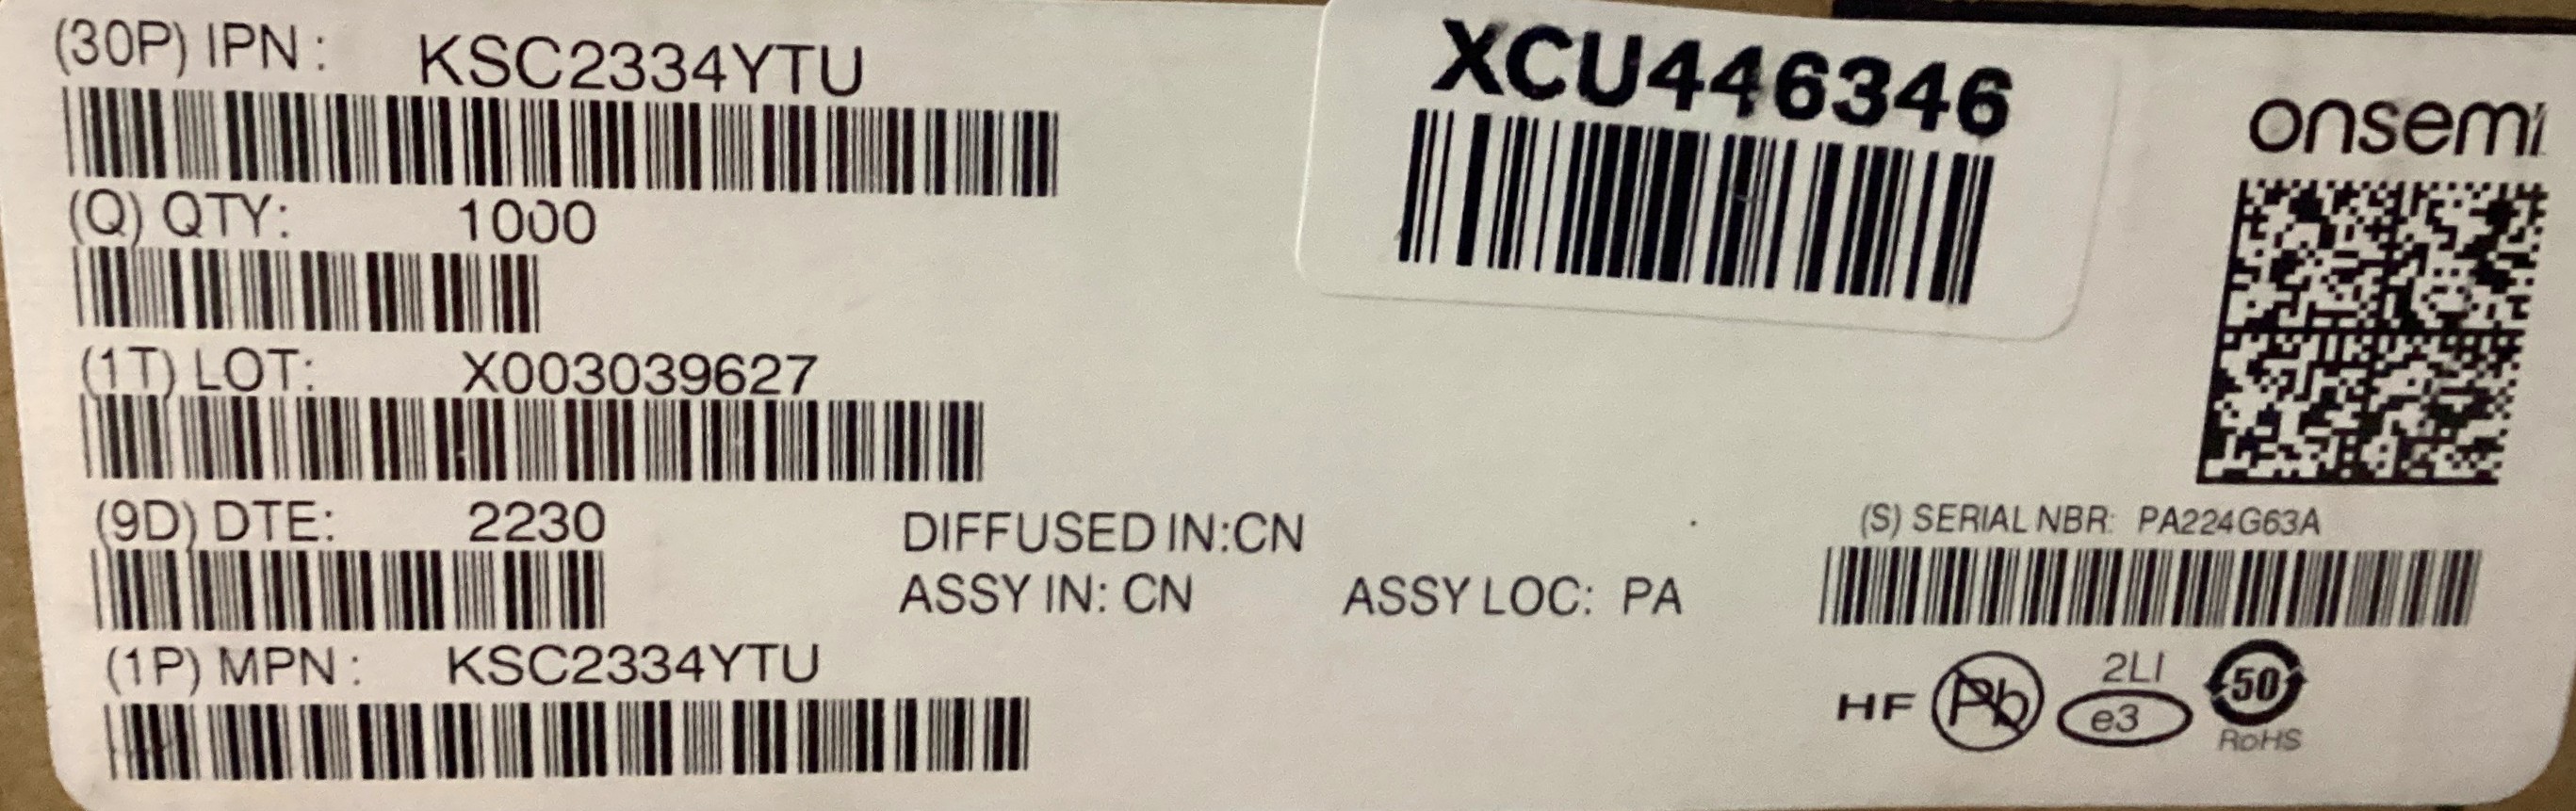 (30P) IPN: KSC2334YTU
XCU446346
onsemi
(Q) QTY: 1000
(1T) LOT: X003039627
(9D) DTE: 2230
DIFFUSED IN:CN
(S) SERIAL NBR: PA224G63A
ASSY IN: CN ASSY LOC: PA
(1P) MPN: KSC2334YTU
HF Pb 2LI e3 50
RoHS